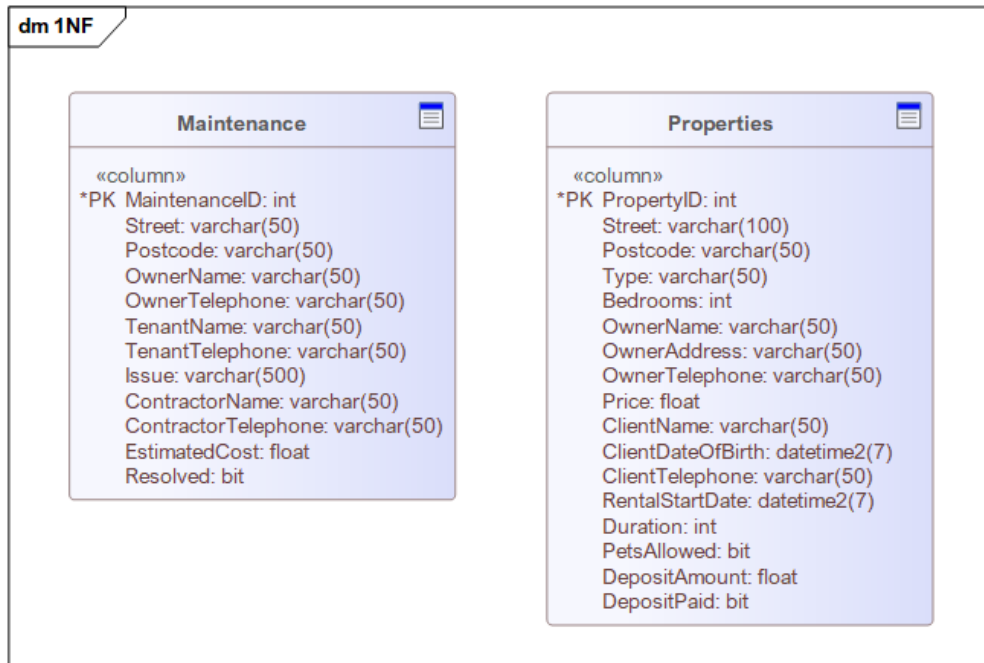 dm 1NF
Maintenance
«column»
*PK MaintenanceID: int
Street: varchar(50)
Postcode: varchar(50)
OwnerName: varchar(50)
OwnerTelephone: varchar(50)
TenantName: varchar(50)
TenantTelephone: varchar(50)
Issue: varchar(500)
ContractorName: varchar(50)
ContractorTelephone: varchar(50)
EstimatedCost: float
Resolved: bit
Properties
«column»
*PK PropertyID: int
Street: varchar(100)
Postcode: varchar(50)
Type: varchar(50)
Bedrooms: int
OwnerName: varchar(50)
OwnerAddress: varchar(50)
OwnerTelephone: varchar(50)
Price: float
ClientName: varchar(50)
ClientDateOfBirth: datetime2(7)
ClientTelephone: varchar(50)
RentalStartDate: datetime2(7)
Duration: int
PetsAllowed: bit
DepositAmount: float
DepositPaid: bit